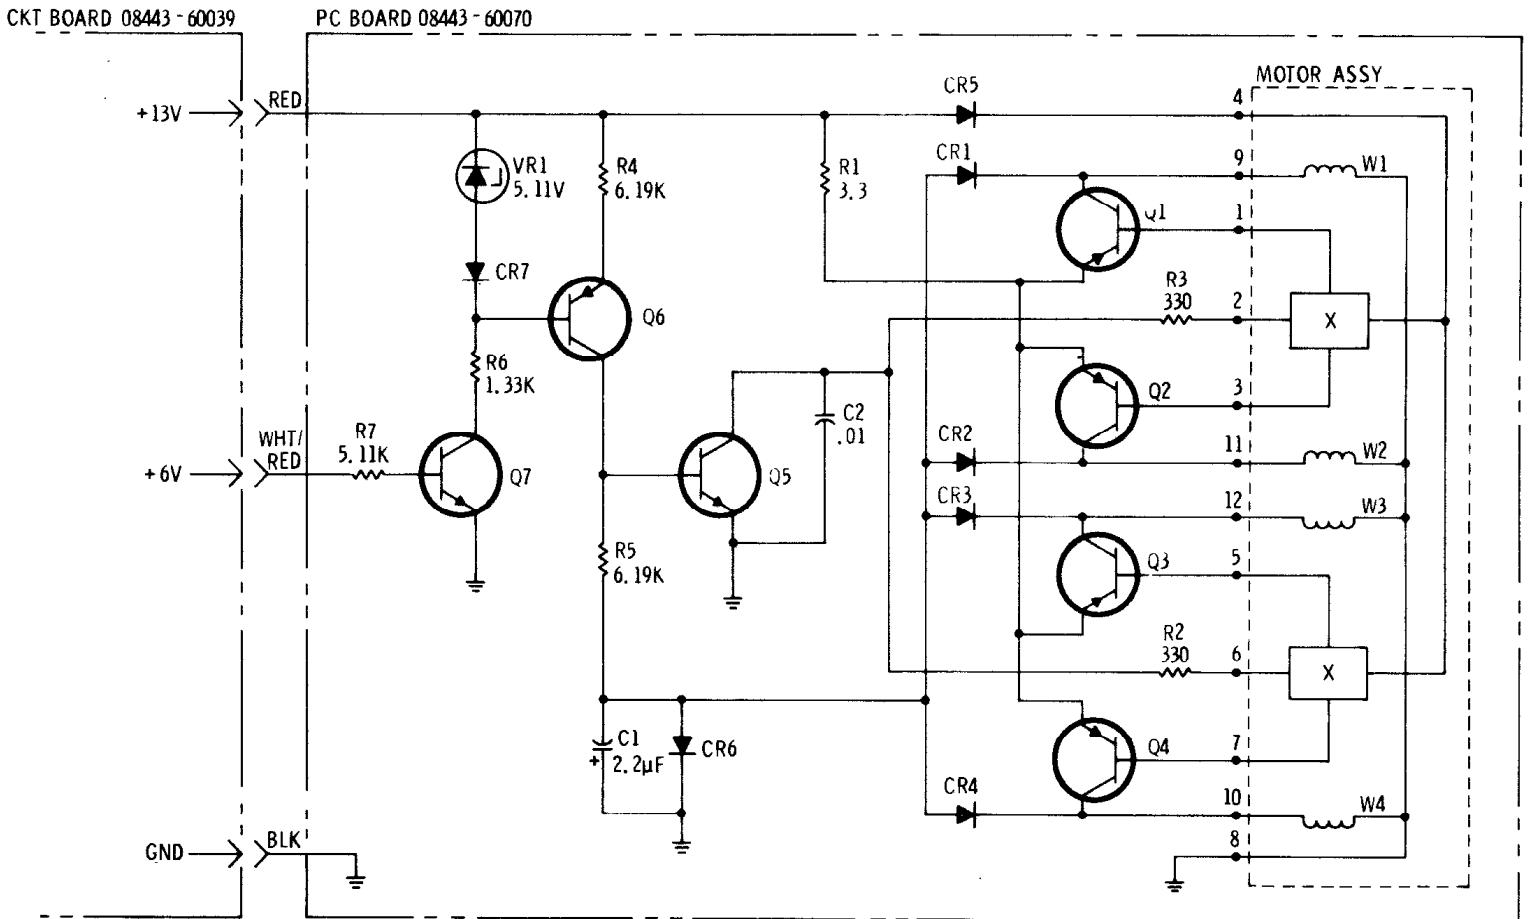 CKT BOARD 08443-60039
PC BOARD 08443-60070
MOTOR ASSY
+13V
RED
VR1
5.11V
R4
6.19K
R1
3.3
CR5
4
CR1
9
W1
Q1
1
CR7
Q6
R3
330
2
X
R6
1.33K
Q2
3
C2
.01
WHT/
RED
+6V
R7
5.11K
Q7
Q5
CR2
11
W2
CR3
12
W3
R5
6.19K
Q3
5
R2
330
6
X
C1
+
2.2µF
CR6
Q4
7
CR4
10
W4
GND
BLK
8